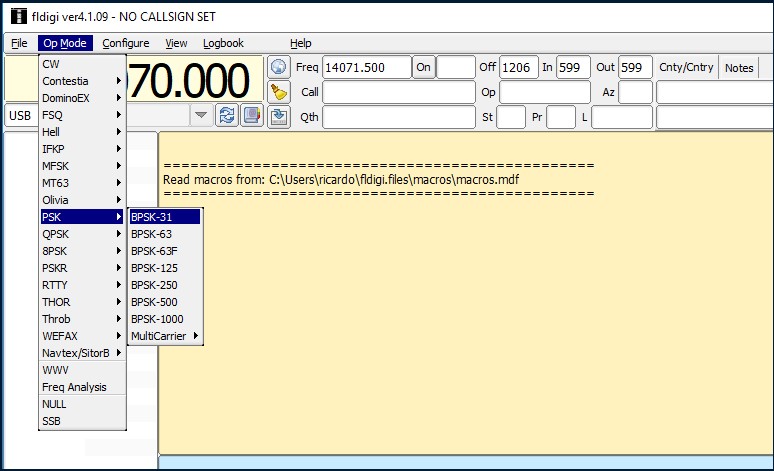 fldigi ver4.1.09 - NO CALLSIGN SET
File Op Mode Configure View Logbook Help
70.000
Freq 14071.500 On Off 1206 In 599 Out 599 Cnty/Cntry Notes
Call Op Az
USB
Qth St Pr L
CW
Contestia
DominoEX
FSQ
Hell
IFKP
MFSK
MT63
Olivia
PSK
QPSK
8PSK
PSKR
RTTY
THOR
Throb
WEFAX
Navtex/SitorB
WWV
Freq Analysis
NULL
SSB
BPSK-31
BPSK-63
BPSK-63F
BPSK-125
BPSK-250
BPSK-500
BPSK-1000
MultiCarrier
================================================
Read macros from: C:\Users\ricardo\fldigi.files\macros\macros.mdf
================================================